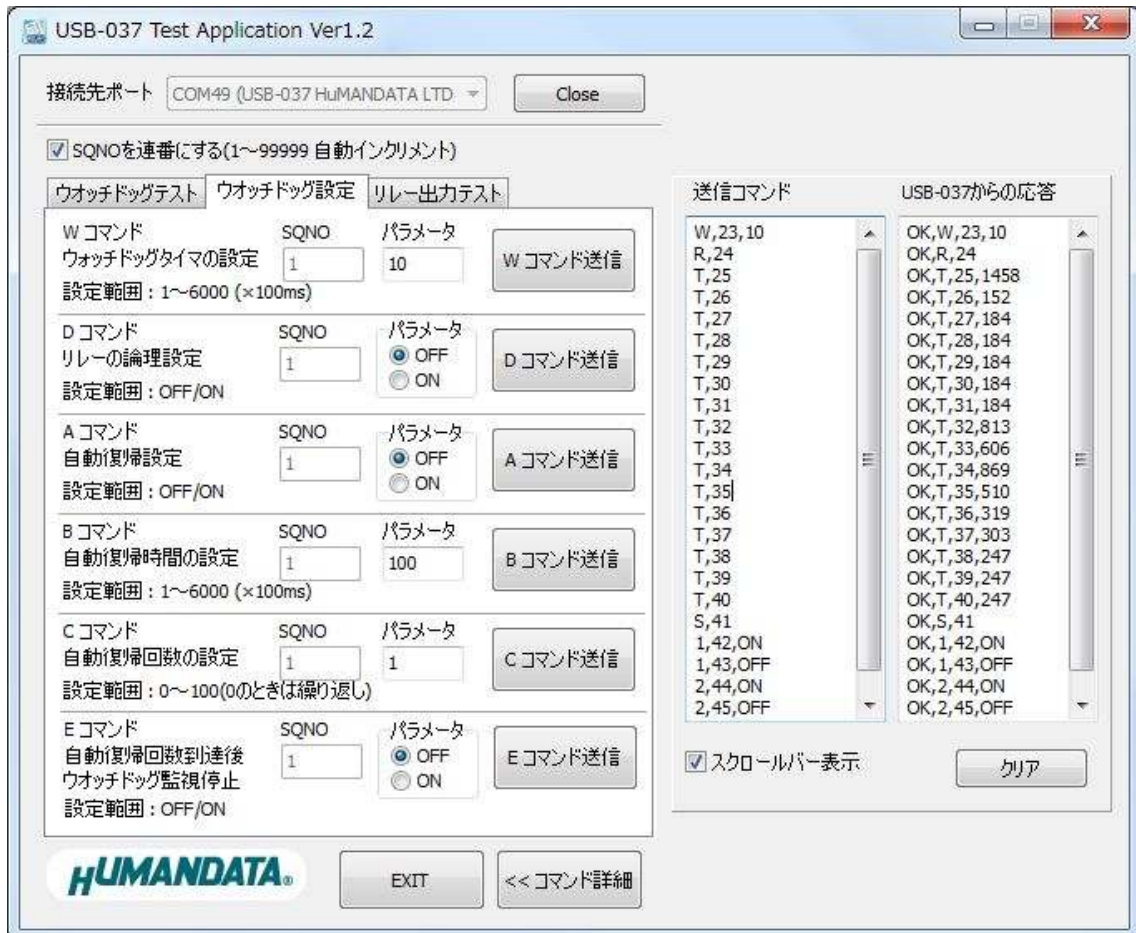 USB-037 Test Application Ver1.2
接続先ポート COM49 (USB-037 HuMANDATA LTD Close
SQNOを連番にする(1～99999 自動インクリメント)
ウオッチドッグテスト ウオッチドッグ設定 リレー出力テスト
W コマンド SQNO パラメータ
ウォッチドッグタイマの設定 1 10 W コマンド送信
設定範囲：1～6000 (×100ms)
D コマンド SQNO パラメータ
リレーの論理設定 1 OFF D コマンド送信
ON
設定範囲：OFF/ON
A コマンド SQNO パラメータ
自動復帰設定 1 OFF A コマンド送信
ON
設定範囲：OFF/ON
B コマンド SQNO パラメータ
自動復帰時間の設定 1 100 B コマンド送信
設定範囲：1～6000 (×100ms)
C コマンド SQNO パラメータ
自動復帰回数の設定 1 1 C コマンド送信
設定範囲：0～100(0のときは繰り返し)
E コマンド SQNO パラメータ
自動復帰回数到達後 1 OFF E コマンド送信
ウオッチドッグ監視停止 ON
設定範囲：OFF/ON
送信コマンド USB-037からの応答
W,23,10 OK,W,23,10
R,24 OK,R,24
T,25 OK,T,25,1458
T,26 OK,T,26,152
T,27 OK,T,27,184
T,28 OK,T,28,184
T,29 OK,T,29,184
T,30 OK,T,30,184
T,31 OK,T,31,184
T,32 OK,T,32,813
T,33 OK,T,33,606
T,34 OK,T,34,869
T,35 OK,T,35,510
T,36 OK,T,36,319
T,37 OK,T,37,303
T,38 OK,T,38,247
T,39 OK,T,39,247
T,40 OK,T,40,247
S,41 OK,S,41
1,42,ON OK,1,42,ON
1,43,OFF OK,1,43,OFF
2,44,ON OK,2,44,ON
2,45,OFF OK,2,45,OFF
スクロールバー表示 クリア
HUMANDATA® EXIT << コマンド詳細